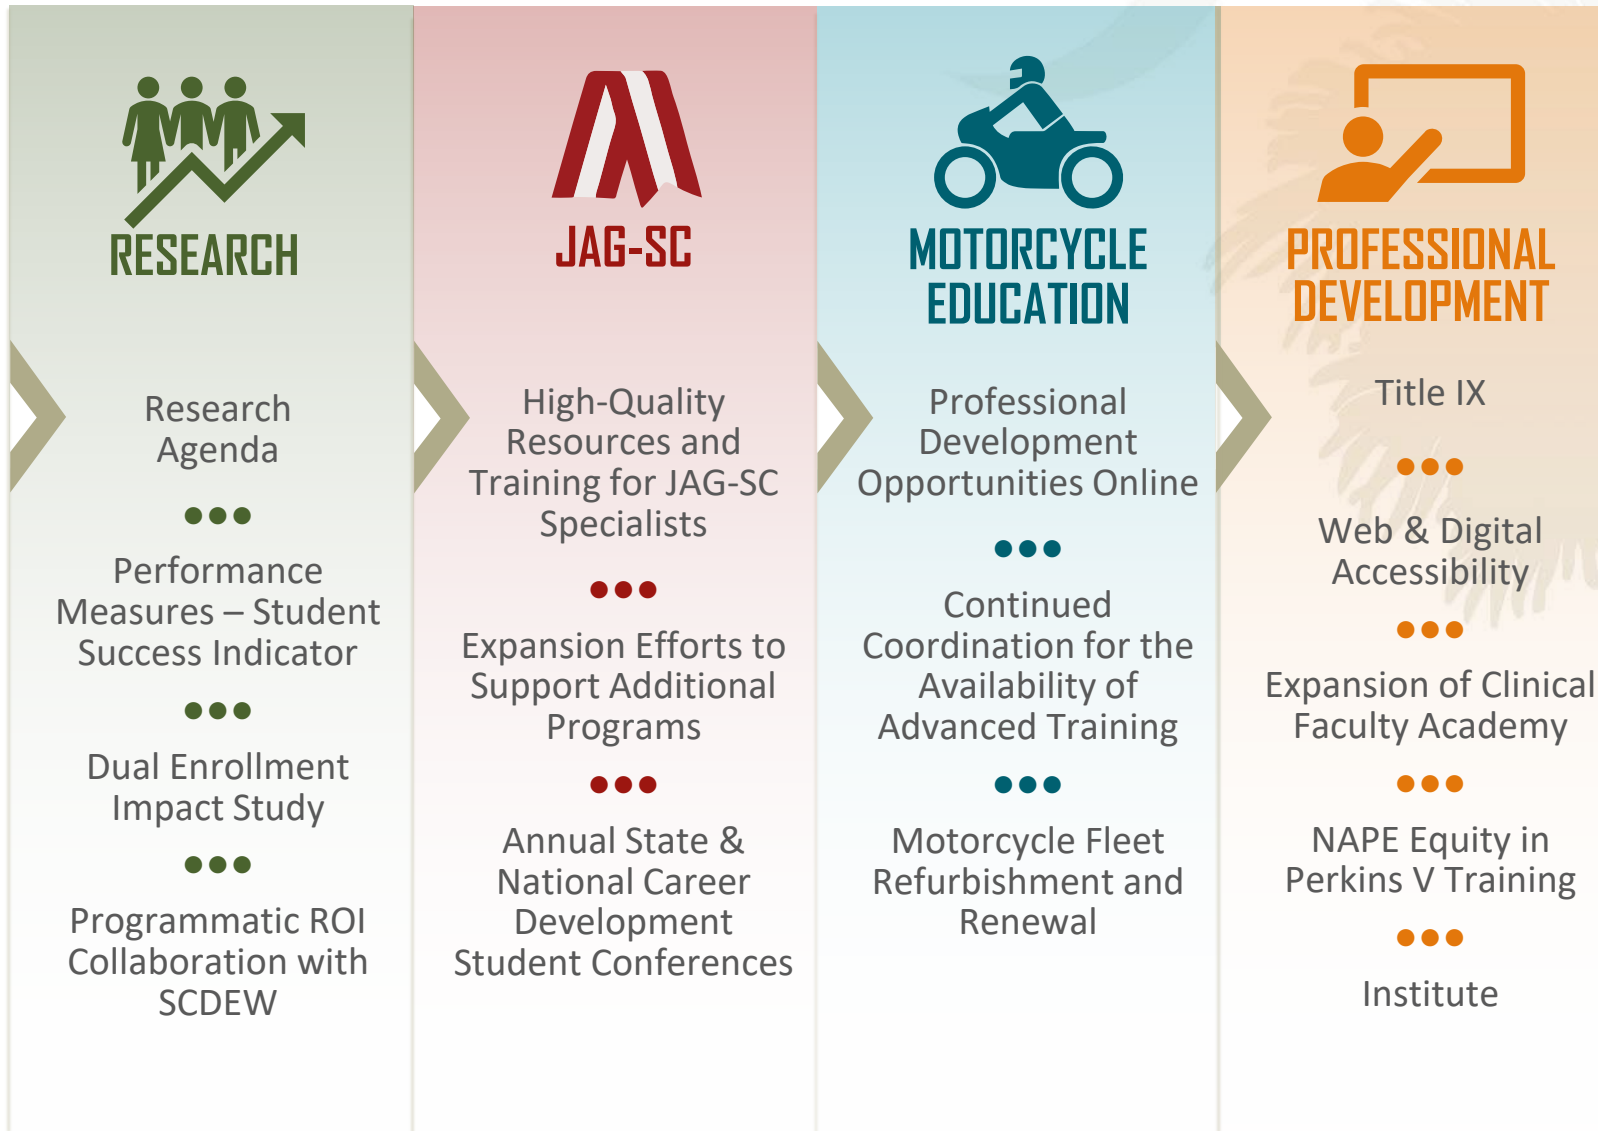 RESEARCH
Research
Agenda
Performance
Measures – Student
Success Indicator
Dual Enrollment
Impact Study
Programmatic ROI
Collaboration with
SCDEW
JAG-SC
High-Quality
Resources and
Training for JAG-SC
Specialists
Expansion Efforts to
Support Additional
Programs
Annual State &
National Career
Development
Student Conferences
MOTORCYCLE
EDUCATION
Professional
Development
Opportunities Online
Continued
Coordination for the
Availability of
Advanced Training
Motorcycle Fleet
Refurbishment and
Renewal
PROFESSIONAL
DEVELOPMENT
Title IX
Web & Digital
Accessibility
Expansion of Clinical
Faculty Academy
NAPE Equity in
Perkins V Training
Institute